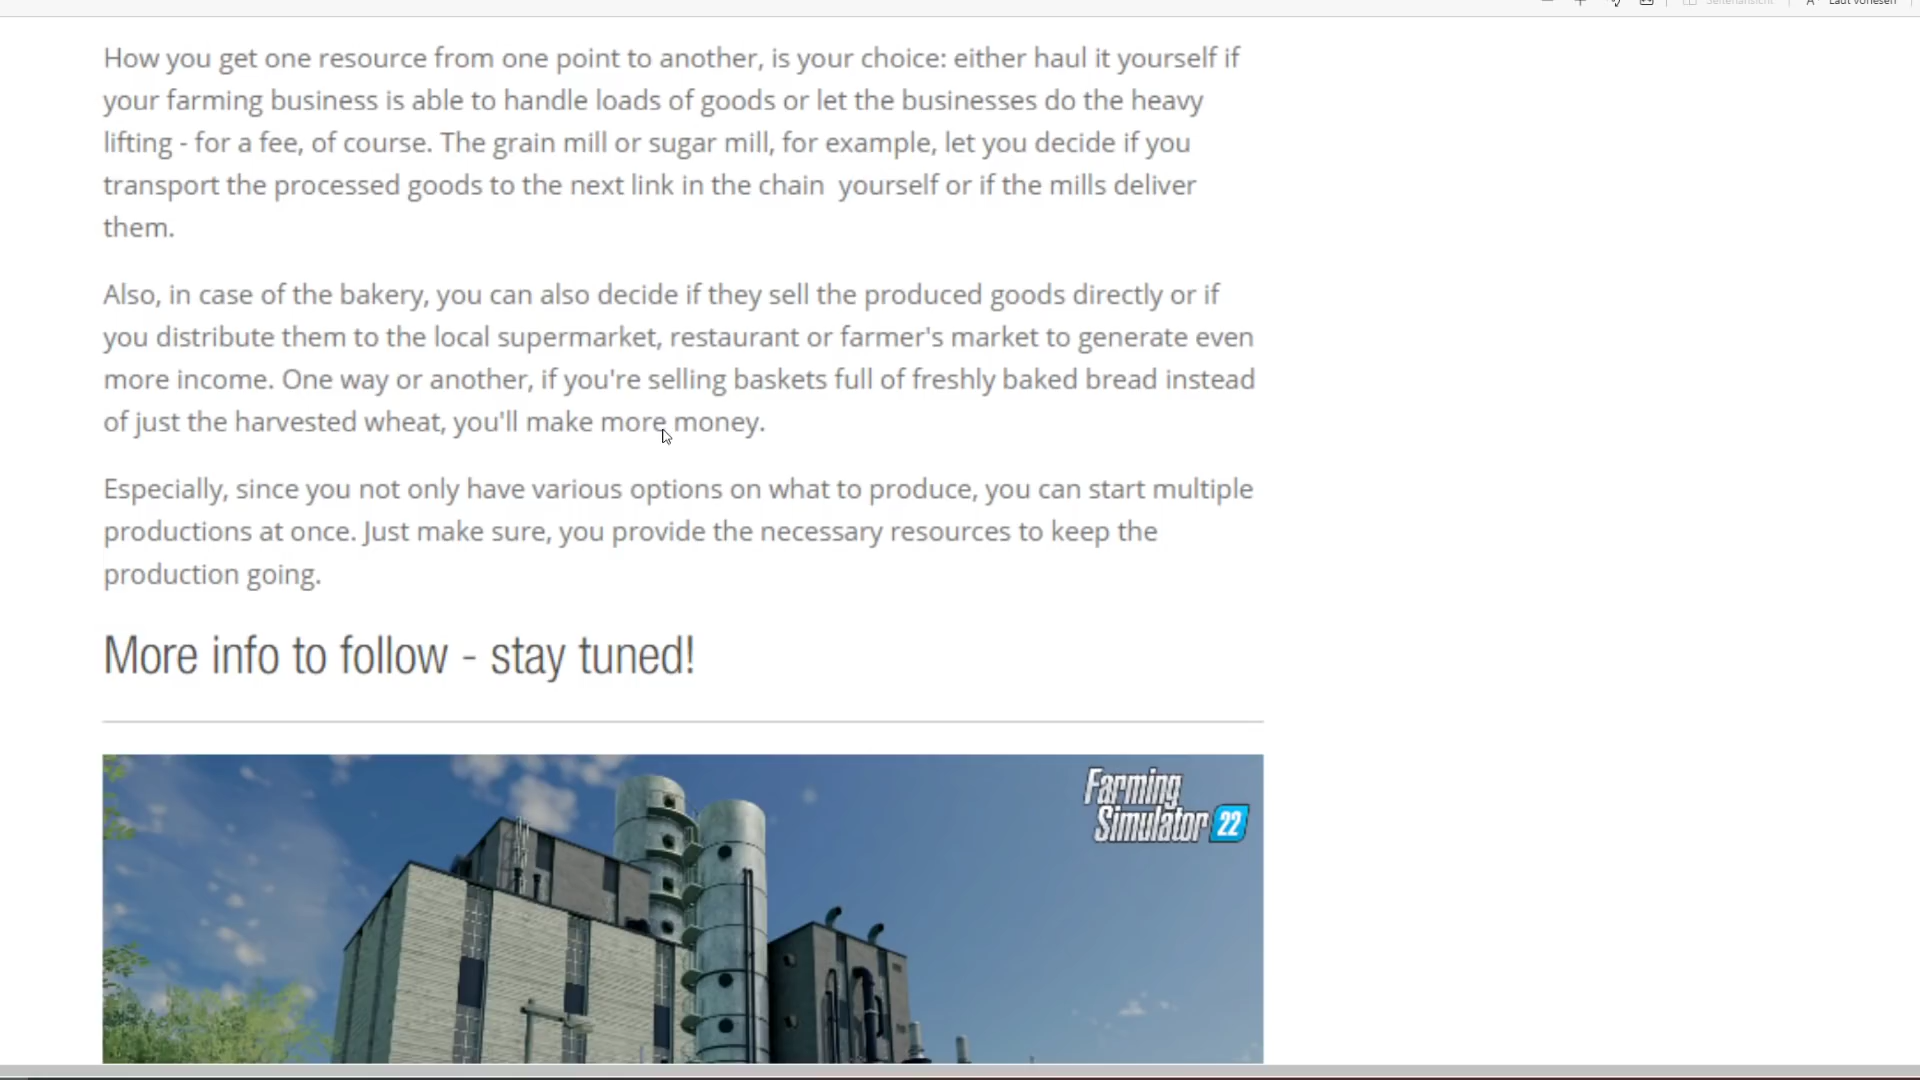 How you get one resource from one point to another, is your choice: either haul it yourself if
your farming business is able to handle loads of goods or let the businesses do the heavy
lifting - for a fee, of course. The grain mill or sugar mill, for example, let you decide if you
transport the processed goods to the next link in the chain  yourself or if the mills deliver
them.
Also, in case of the bakery, you can also decide if they sell the produced goods directly or if
you distribute them to the local supermarket, restaurant or farmer's market to generate even
more income. One way or another, if you're selling baskets full of freshly baked bread instead
of just the harvested wheat, you'll make more money.
Especially, since you not only have various options on what to produce, you can start multiple
productions at once. Just make sure, you provide the necessary resources to keep the
production going.
More info to follow - stay tuned!
Farming
Simulator 22